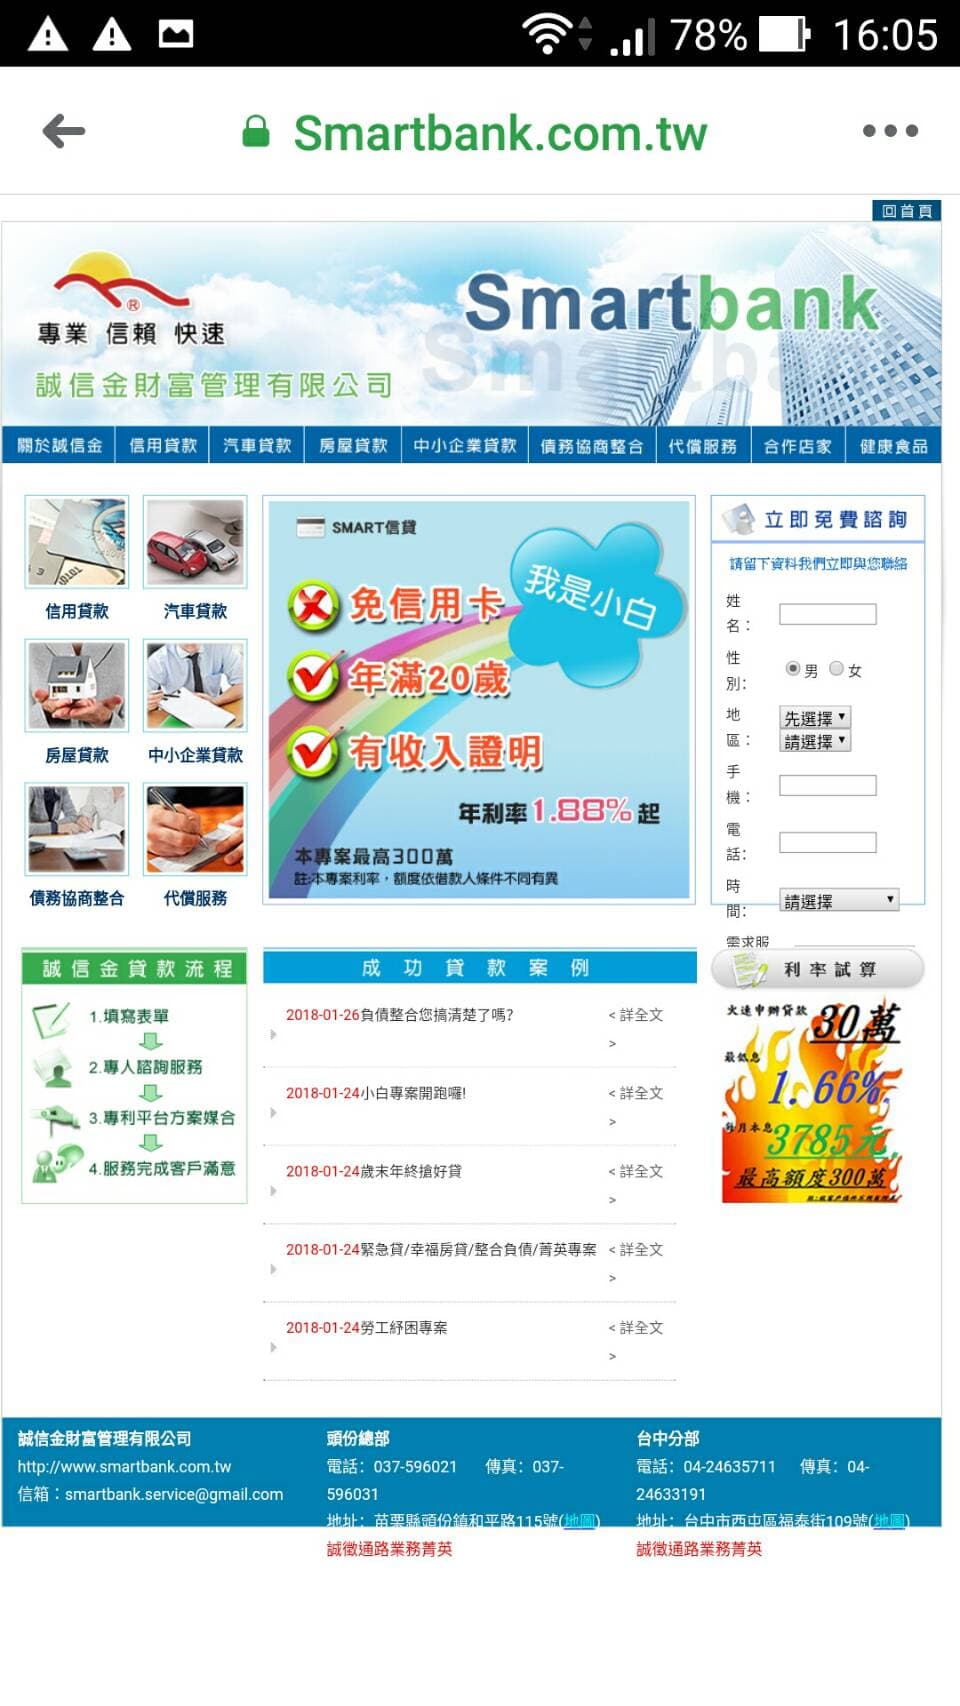 78% 16:05
Smartbank.com.tw
回首頁
專業 信賴 快速
誠信金財富管理有限公司
Smartbank
關於誠信金 信用貸款 汽車貸款 房屋貸款 中小企業貸款 債務協商整合 代償服務 合作店家 健康食品
信用貸款 汽車貸款
房屋貸款 中小企業貸款
債務協商整合 代償服務
SMART信貸
我是小白
免信用卡
年滿20歲
有收入證明
年利率1.88%起
本專案最高300萬
註:本專案利率，額度依借款人條件不同有異
立即免費諮詢
請留下資料我們立即與您聯絡
姓名：
性別： 男 女
地區： 先選擇
請選擇
手機：
電話：
時間： 請選擇
需求服
誠信金貸款流程
1.填寫表單
2.專人諮詢服務
3.專利平台方案媒合
4.服務完成客戶滿意
成功貸款案例
2018-01-26負債整合您搞清楚了嗎? < 詳全文 >
2018-01-24小白專案開跑囉! < 詳全文 >
2018-01-24歲末年終搶好貸 < 詳全文 >
2018-01-24緊急貸/幸福房貸/整合負債/菁英專案 < 詳全文 >
2018-01-24勞工紓困專案 < 詳全文 >
利率試算
火速申辦貸款 30萬
最低息
1.66%
每月本息
3785元
最高額度300萬
誠信金財富管理有限公司
http://www.smartbank.com.tw
信箱：smartbank.service@gmail.com
頭份總部
電話：037-596021 傳真：037-
596031
地址：苗栗縣頭份鎮和平路115號(地圖)
誠徵通路業務菁英
台中分部
電話：04-24635711 傳真：04-
24633191
地址：台中市西屯區福泰街109號(地圖)
誠徵通路業務菁英